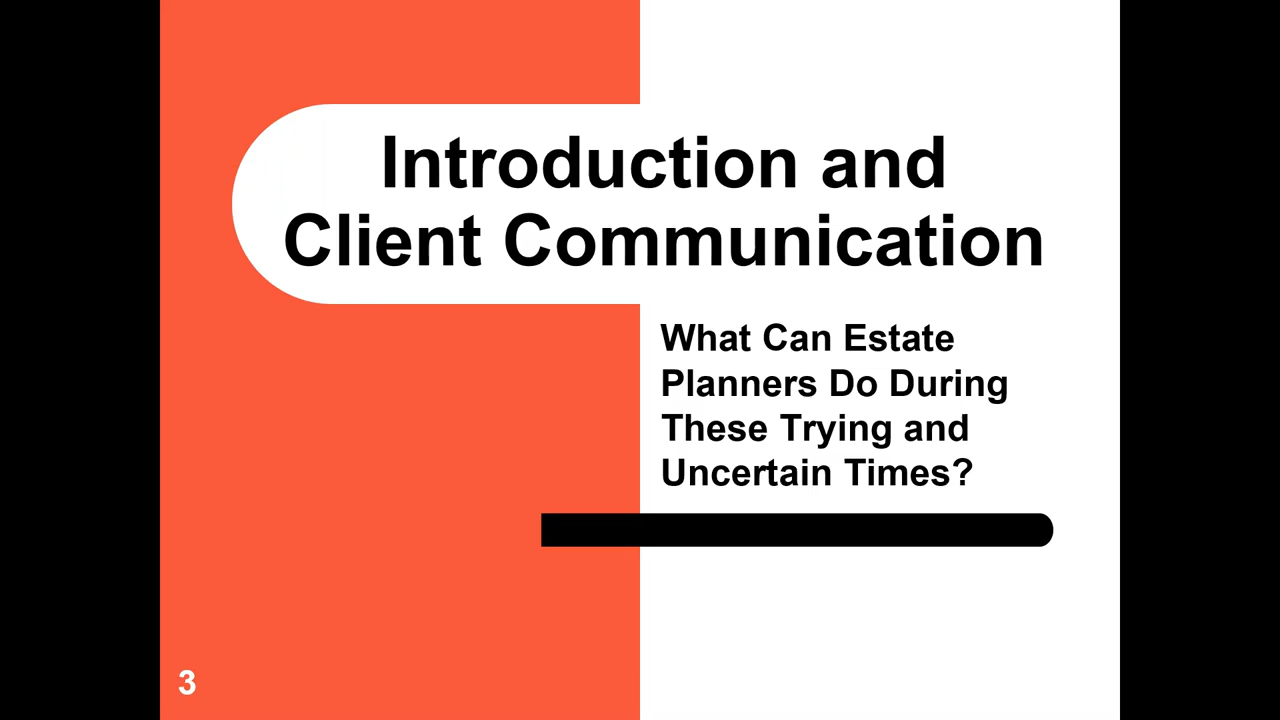 Introduction and
Client Communication
What Can Estate
Planners Do During
These Trying and
Uncertain Times?
3